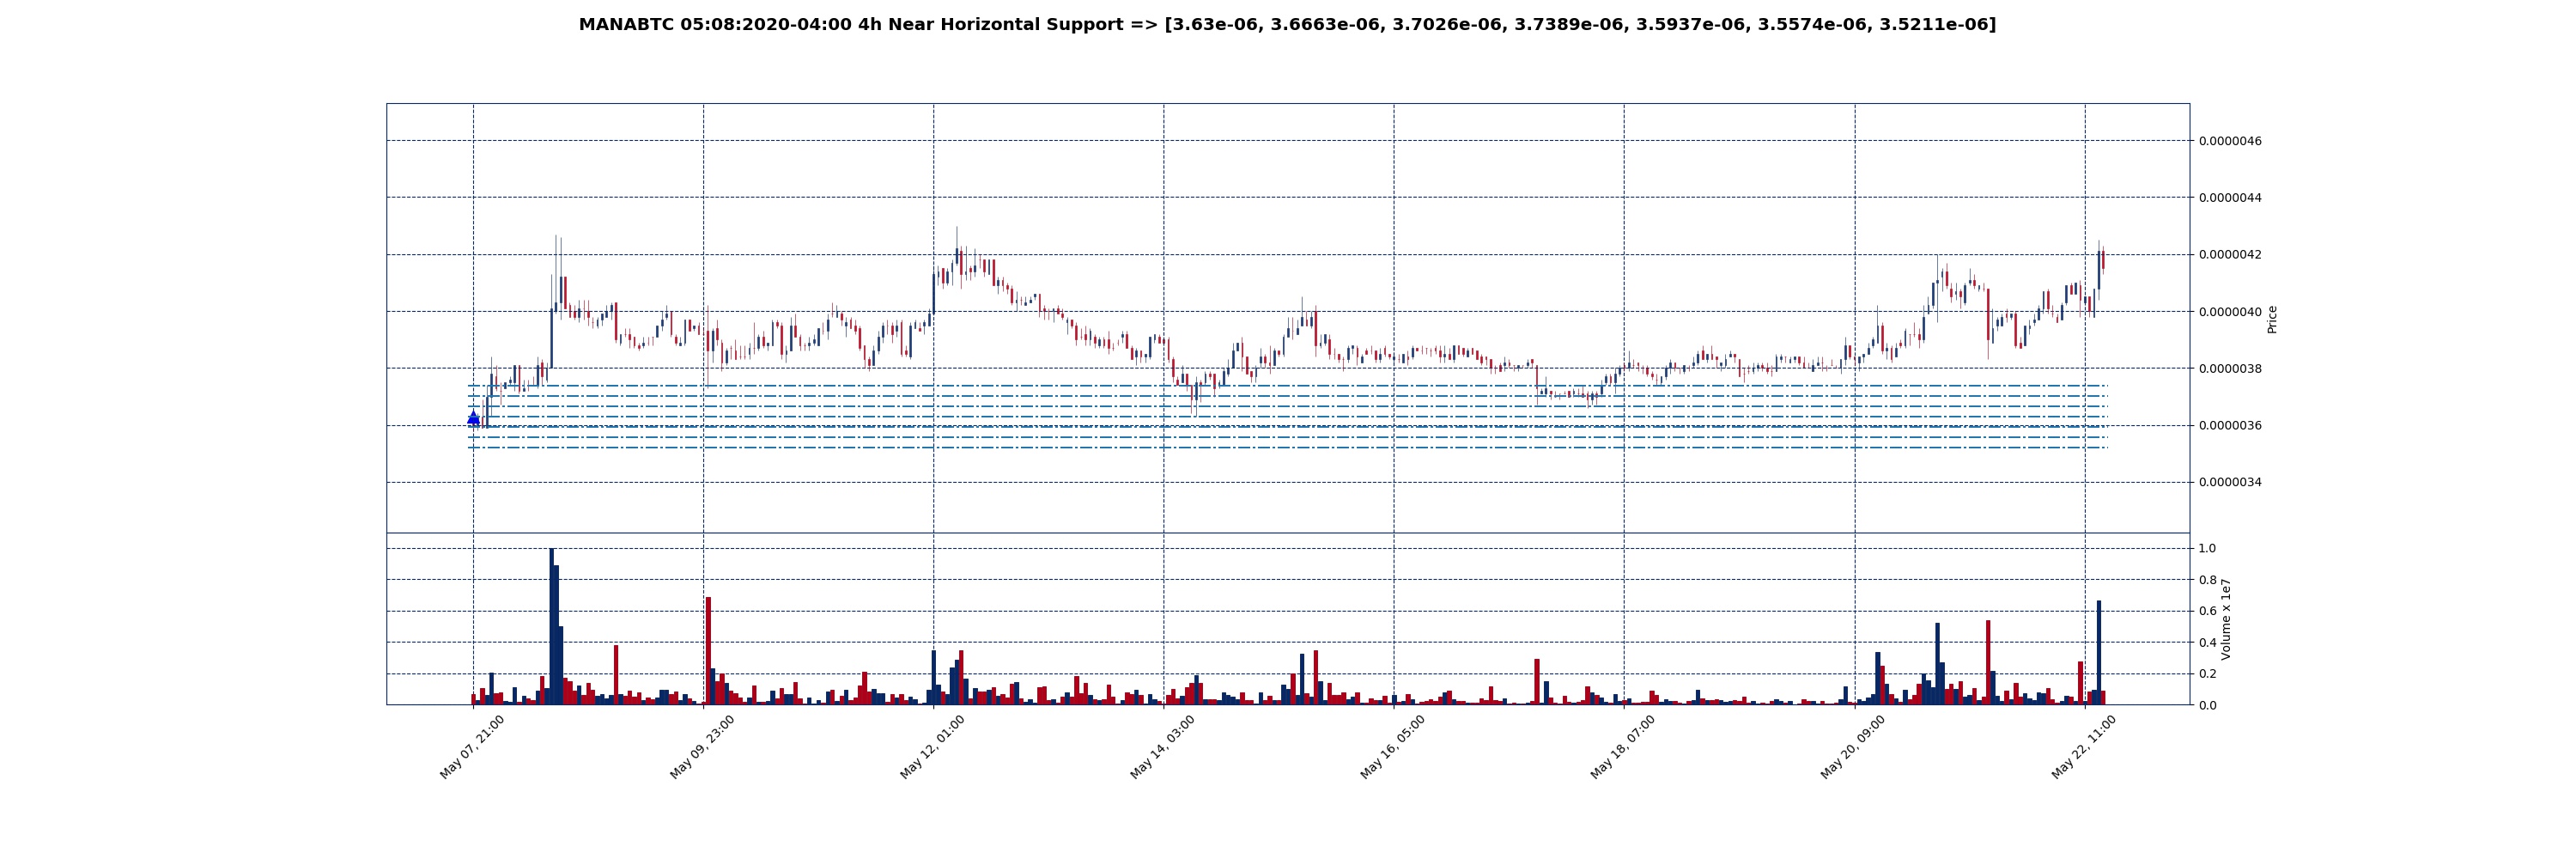 MANABTC 05:08:2020-04:00 4h Near Horizontal Support => [3.63e-06, 3.6663e-06, 3.7026e-06, 3.7389e-06, 3.5937e-06, 3.5574e-06, 3.5211e-06]
0.0000046
0.0000044
0.0000042
0.0000040
0.0000038
0.0000036
0.0000034
Price
1.0
0.8
0.6
0.4
0.2
0.0
Volume x 1e7
May 07, 21:00
May 09, 23:00
May 12, 01:00
May 14, 03:00
May 16, 05:00
May 18, 07:00
May 20, 09:00
May 22, 11:00